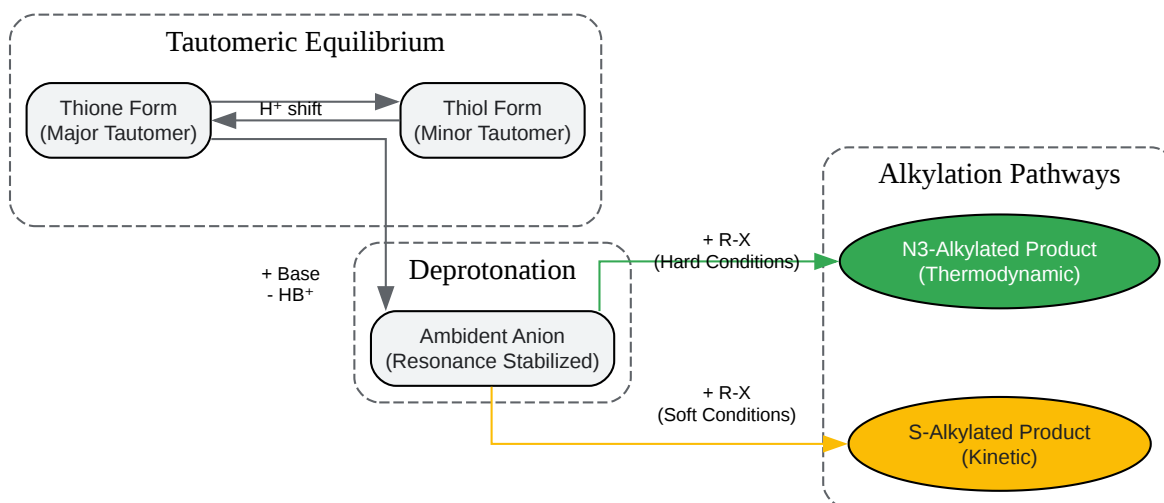 Tautomeric Equilibrium
Thione Form
(Major Tautomer)
H⁺ shift
Thiol Form
(Minor Tautomer)
Alkylation Pathways
+ R-X
(Hard Conditions)
N3-Alkylated Product
(Thermodynamic)
Deprotonation
+ Base
- HB⁺
Ambident Anion
(Resonance Stabilized)
+ R-X
(Soft Conditions)
S-Alkylated Product
(Kinetic)